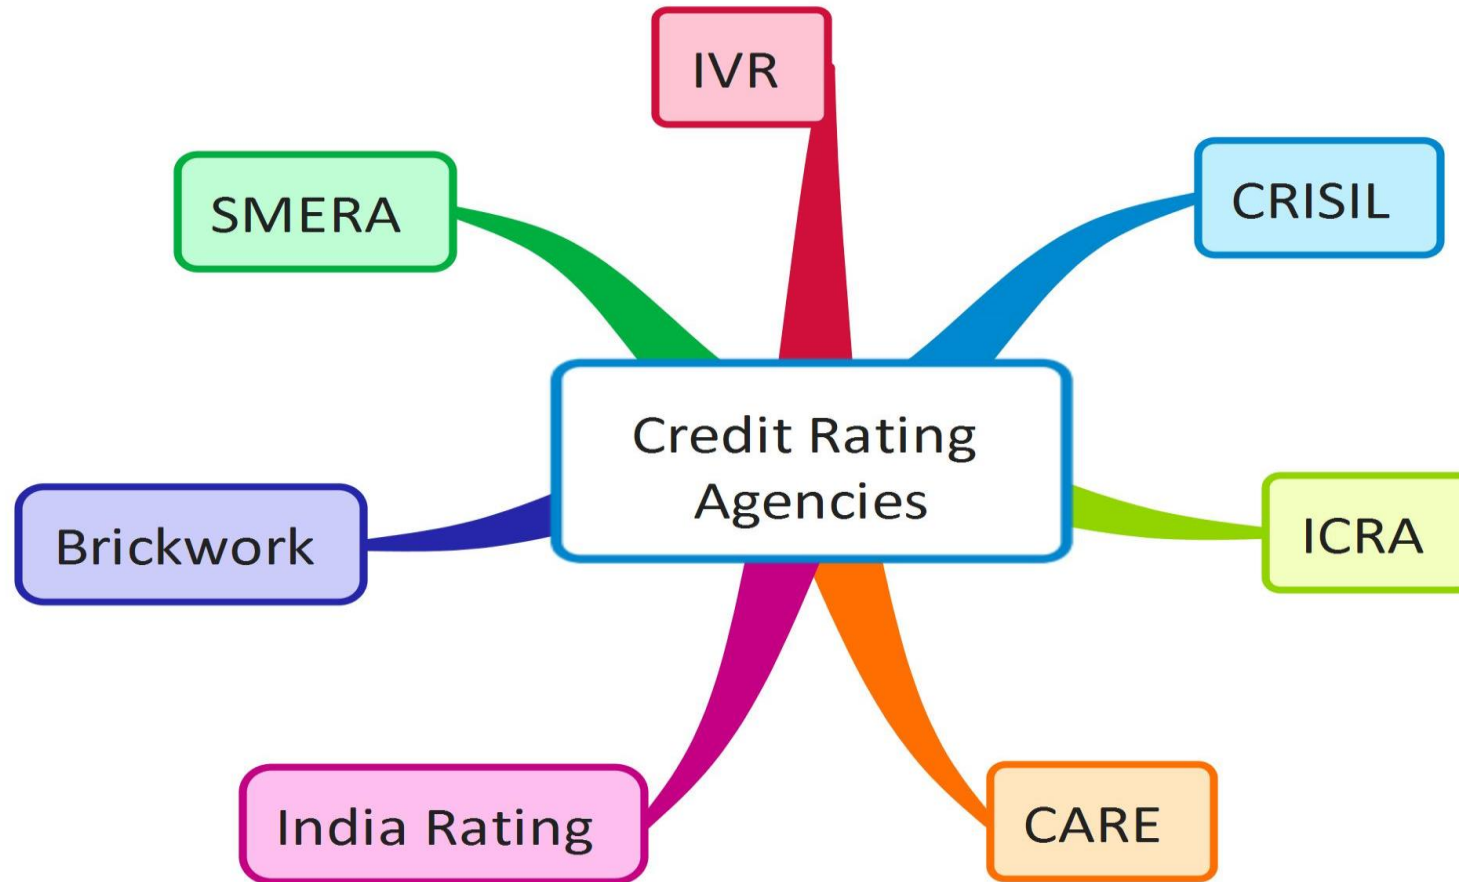 IVR
SMERA
CRISIL
Credit Rating
Agencies
Brickwork
ICRA
India Rating
CARE